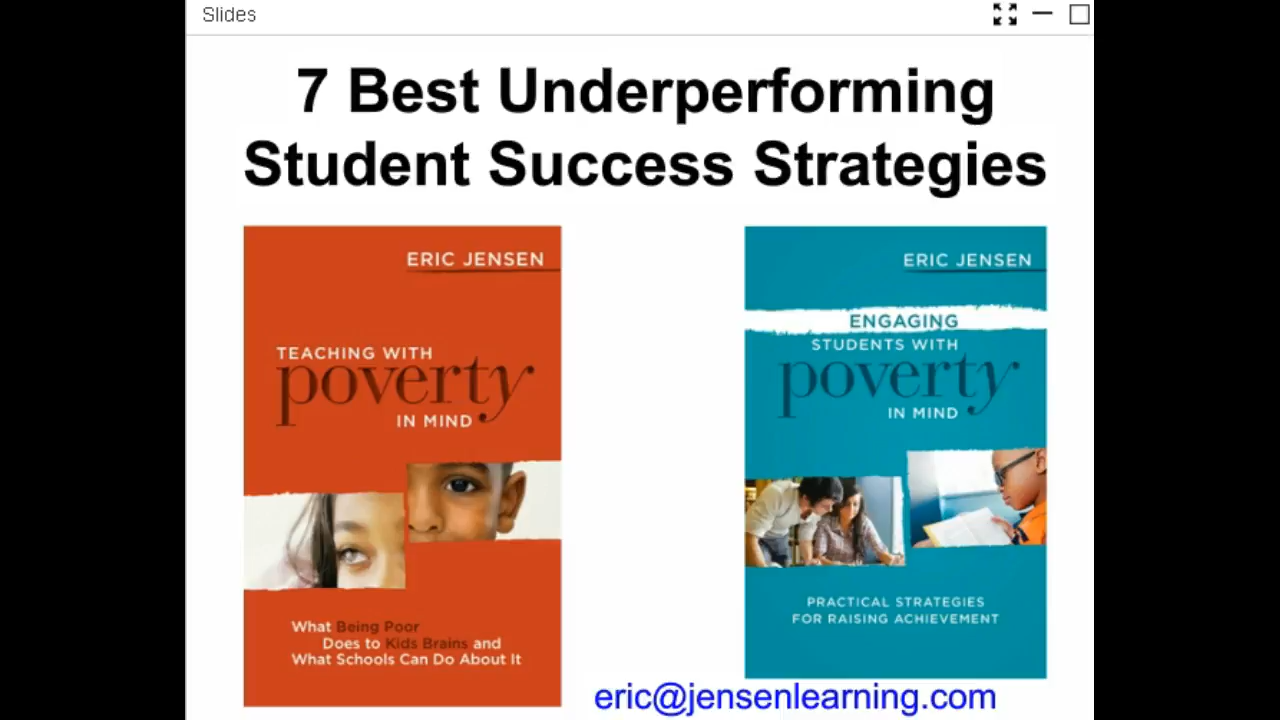 Slides
7 Best Underperforming
Student Success Strategies
ERIC JENSEN
TEACHING WITH
poverty
IN MIND
What Being Poor
Does to Kids Brains and
What Schools Can Do About It
ERIC JENSEN
ENGAGING
STUDENTS WITH
poverty
IN MIND
PRACTICAL STRATEGIES
FOR RAISING ACHIEVEMENT
eric@jensenlearning.com